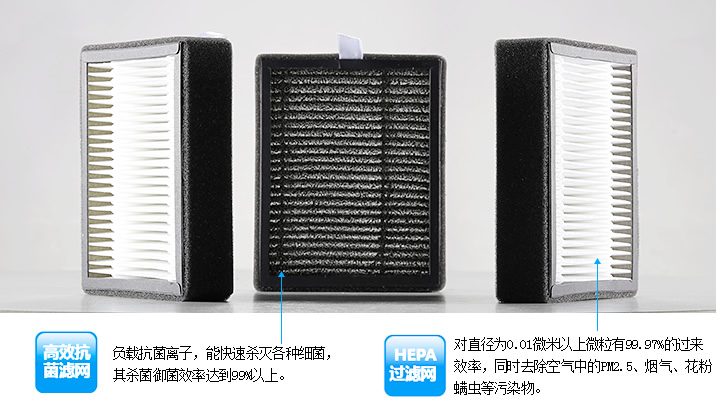 高效抗
菌滤网
负载抗菌离子，能快速杀灭各种细菌，
其杀菌御菌效率达到99%以上。
HEPA
过滤网
对直径为0.01微米以上微粒有99.97%的过来
效率，同时去除空气中的PM2.5、烟气、花粉
螨虫等污染物。